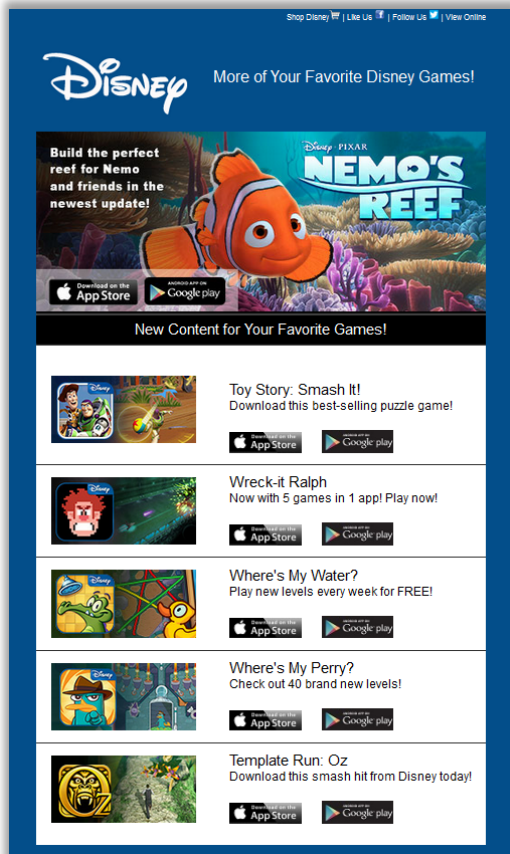 Shop Disney | Like Us | Follow Us | View Online
Disney
More of Your Favorite Disney Games!
Build the perfect
reef for Nemo
and friends in the
newest update!
Disney · PIXAR
NEMO'S
REEF
Download on the
App Store
ANDROID APP ON
Google play
New Content for Your Favorite Games!
Disney
Toy Story: Smash It!
Download this best-selling puzzle game!
Download on the
App Store
ANDROID APP ON
Google play
Disney
Wreck-it Ralph
Now with 5 games in 1 app! Play now!
Download on the
App Store
ANDROID APP ON
Google play
Disney
Where's My Water?
Play new levels every week for FREE!
Download on the
App Store
ANDROID APP ON
Google play
Disney
Where's My Perry?
Check out 40 brand new levels!
Download on the
App Store
ANDROID APP ON
Google play
Oz
Template Run: Oz
Download this smash hit from Disney today!
Download on the
App Store
ANDROID APP ON
Google play